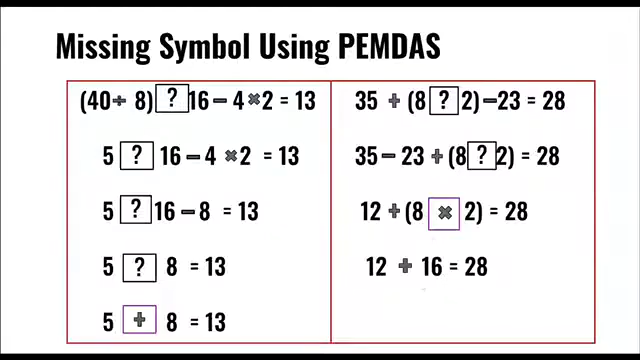 Missing Symbol Using PEMDAS
(40÷ 8) ? 16 – 4 × 2 = 13
5 ? 16 – 4 × 2 = 13
5 ? 16 – 8 = 13
5 ? 8 = 13
5 + 8 = 13
35 + (8 ? 2) – 23 = 28
35 – 23 + (8 ? 2) = 28
12 + (8 × 2) = 28
12 + 16 = 28